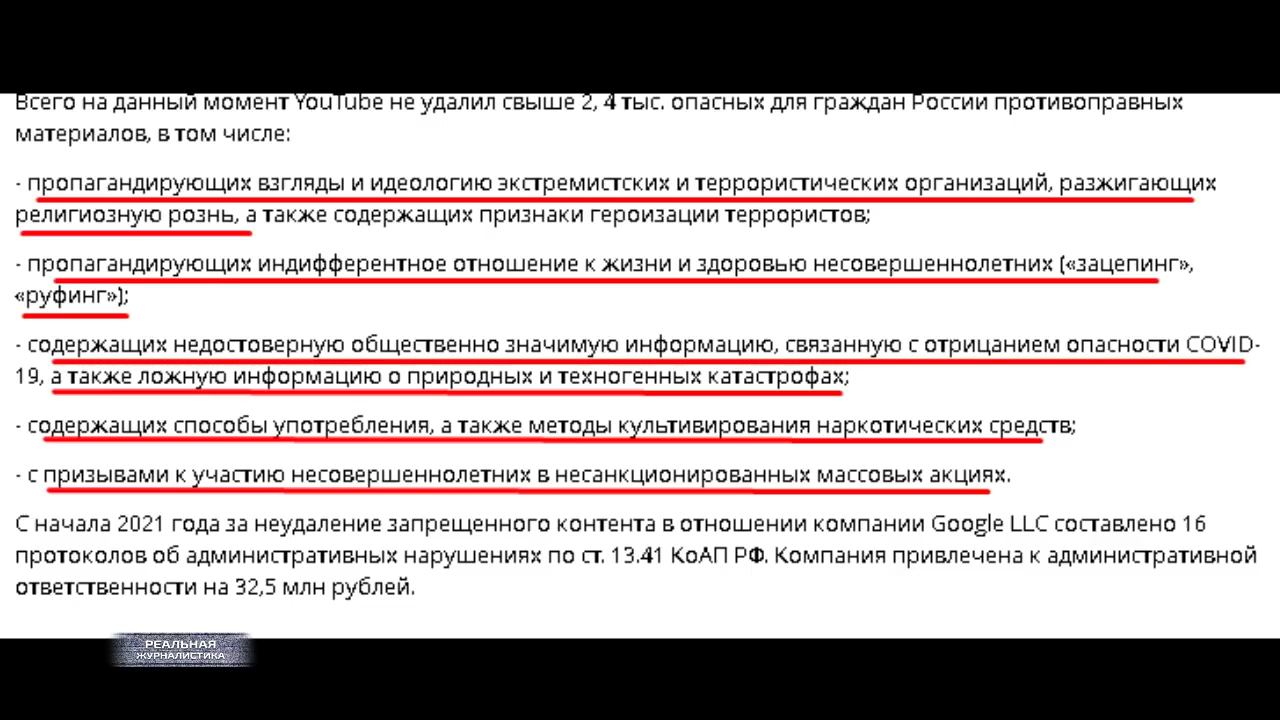 Всего на данный момент YouTube не удалил свыше 2, 4 тыс. опасных для граждан России противоправных
материалов, в том числе:
- пропагандирующих взгляды и идеологию экстремистских и террористических организаций, разжигающих
религиозную рознь, а также содержащих признаки героизации террористов;
- пропагандирующих индифферентное отношение к жизни и здоровью несовершеннолетних («зацепинг»,
«руфинг»);
- содержащих недостоверную общественно значимую информацию, связанную с отрицанием опасности COVID-
19, а также ложную информацию о природных и техногенных катастрофах;
- содержащих способы употребления, а также методы культивирования наркотических средств;
- с призывами к участию несовершеннолетних в несанкционированных массовых акциях.
С начала 2021 года за неудаление запрещенного контента в отношении компании Google LLC составлено 16
протоколов об административных нарушениях по ст. 13.41 КоАП РФ. Компания привлечена к административной
ответственности на 32,5 млн рублей.
РЕАЛЬНАЯ
ЖУРНАЛИСТИКА